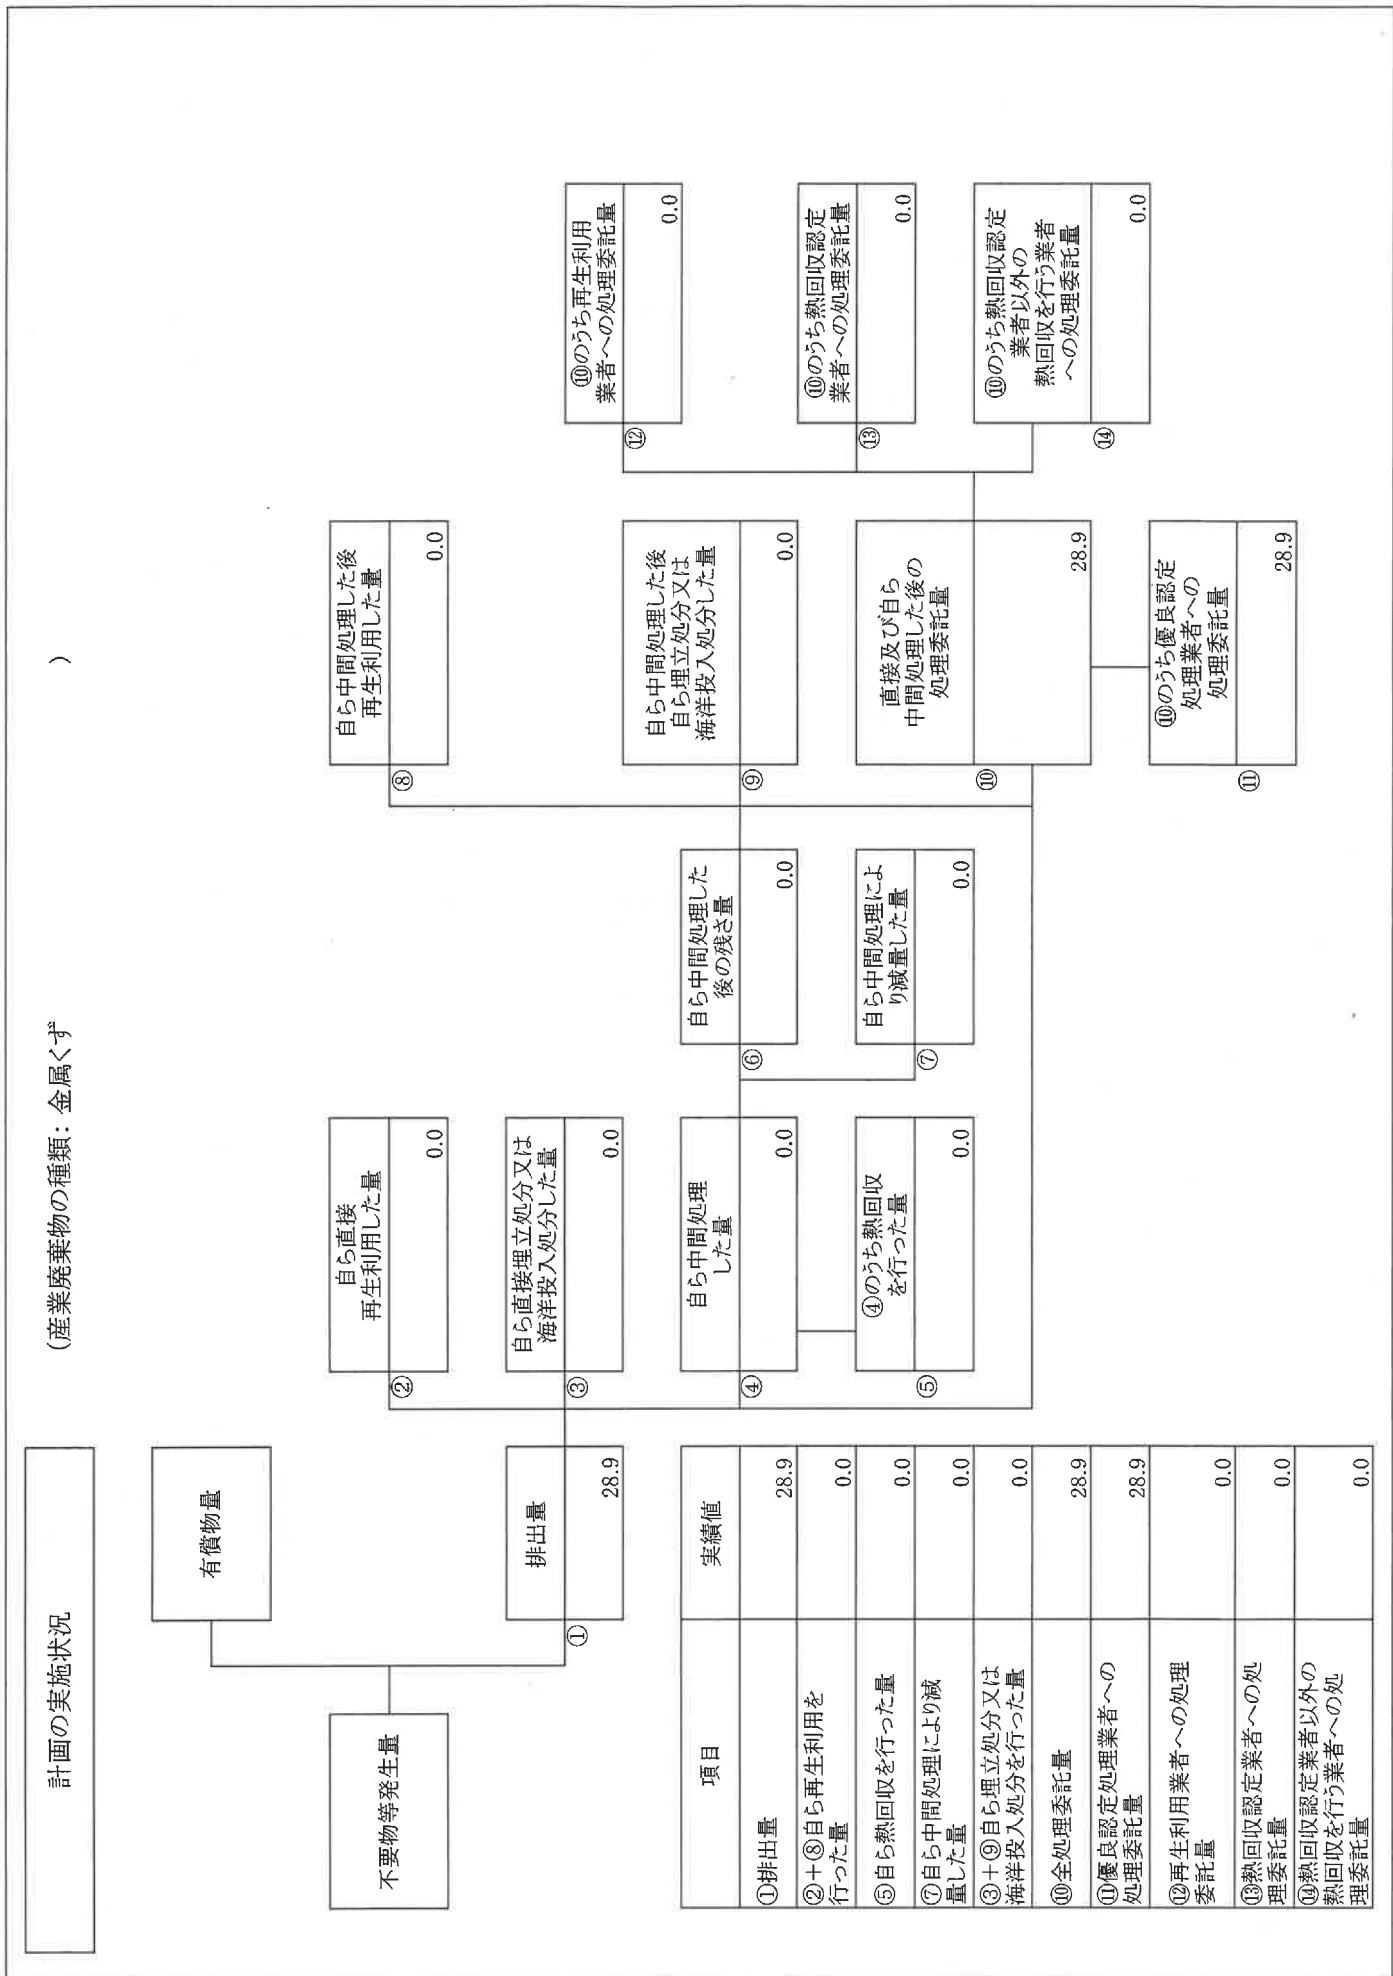 計画の実施状況
(産業廃棄物の種類：金属くず
)
不要物等発生量
有償物量
①
排出量
28.9
②
自ら直接
再生利用した量
0.0
③
自ら直接埋立処分又は
海洋投入処分した量
0.0
④
自ら中間処理
した量
0.0
⑤
④のうち熱回収
を行った量
0.0
⑥
自ら中間処理した
後の残さ量
0.0
⑦
自ら中間処理によ
り減量した量
0.0
⑧
自ら中間処理した後
再生利用した量
0.0
⑨
自ら中間処理した後
自ら埋立処分又は
海洋投入処分した量
0.0
⑩
直接及び自ら
中間処理した後の
処理委託量
28.9
⑪
⑩のうち優良認定
処理業者への
処理委託量
28.9
⑫
⑩のうち再生利用
業者への処理委託量
0.0
⑬
⑩のうち熱回収認定
業者への処理委託量
0.0
⑭
⑩のうち熱回収認定
業者以外の
熱回収を行う業者
への処理委託量
0.0
項目 実績値
①排出量 28.9
②+⑧自ら再生利用を
行った量 0.0
⑤自ら熱回収を行った量 0.0
⑦自ら中間処理により減
量した量 0.0
③+⑨自ら埋立処分又は
海洋投入処分を行った量 0.0
⑩全処理委託量 28.9
⑪優良認定処理業者への
処理委託量 28.9
⑫再生利用業者への処理
委託量 0.0
⑬熱回収認定業者への処
理委託量 0.0
⑭熱回収認定業者以外の
熱回収を行う業者への処
理委託量 0.0